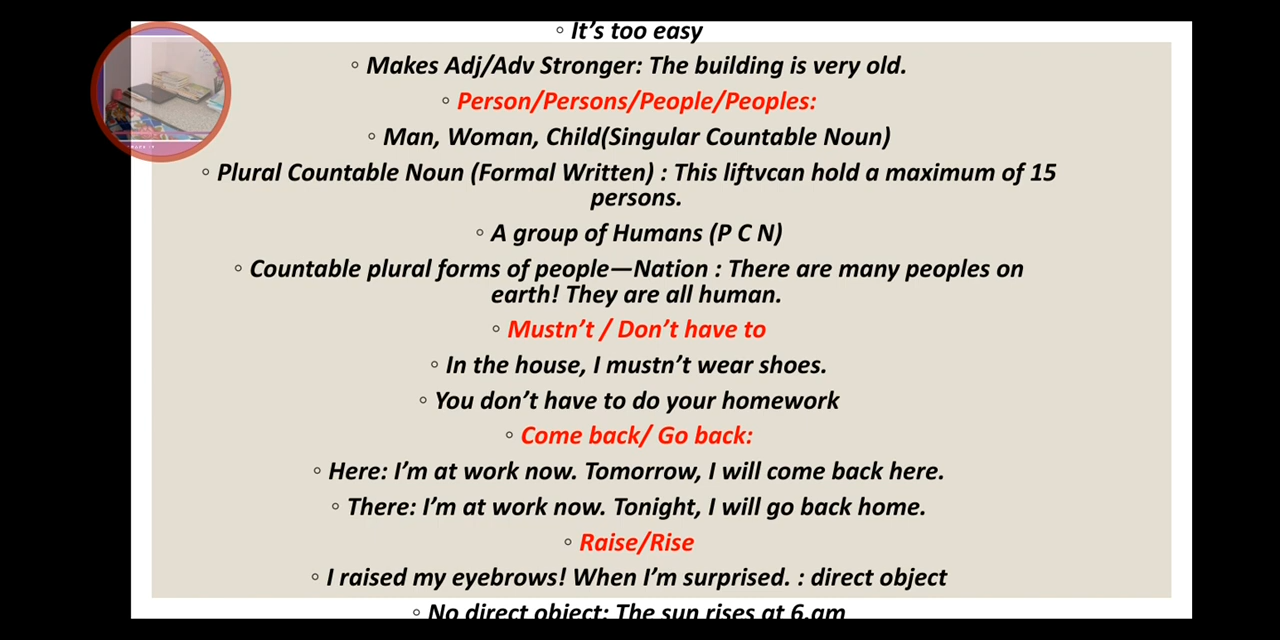 ◦ It's too easy
◦ Makes Adj/Adv Stronger: The building is very old.
◦ Person/Persons/People/Peoples:
◦ Man, Woman, Child(Singular Countable Noun)
◦ Plural Countable Noun (Formal Written) : This liftvcan hold a maximum of 15
persons.
◦ A group of Humans (P C N)
◦ Countable plural forms of people—Nation : There are many peoples on
earth! They are all human.
◦ Mustn't / Don't have to
◦ In the house, I mustn't wear shoes.
◦ You don't have to do your homework
◦ Come back/ Go back:
◦ Here: I'm at work now. Tomorrow, I will come back here.
◦ There: I'm at work now. Tonight, I will go back home.
◦ Raise/Rise
◦ I raised my eyebrows! When I'm surprised. : direct object
◦ No direct object: The sun rises at 6.am